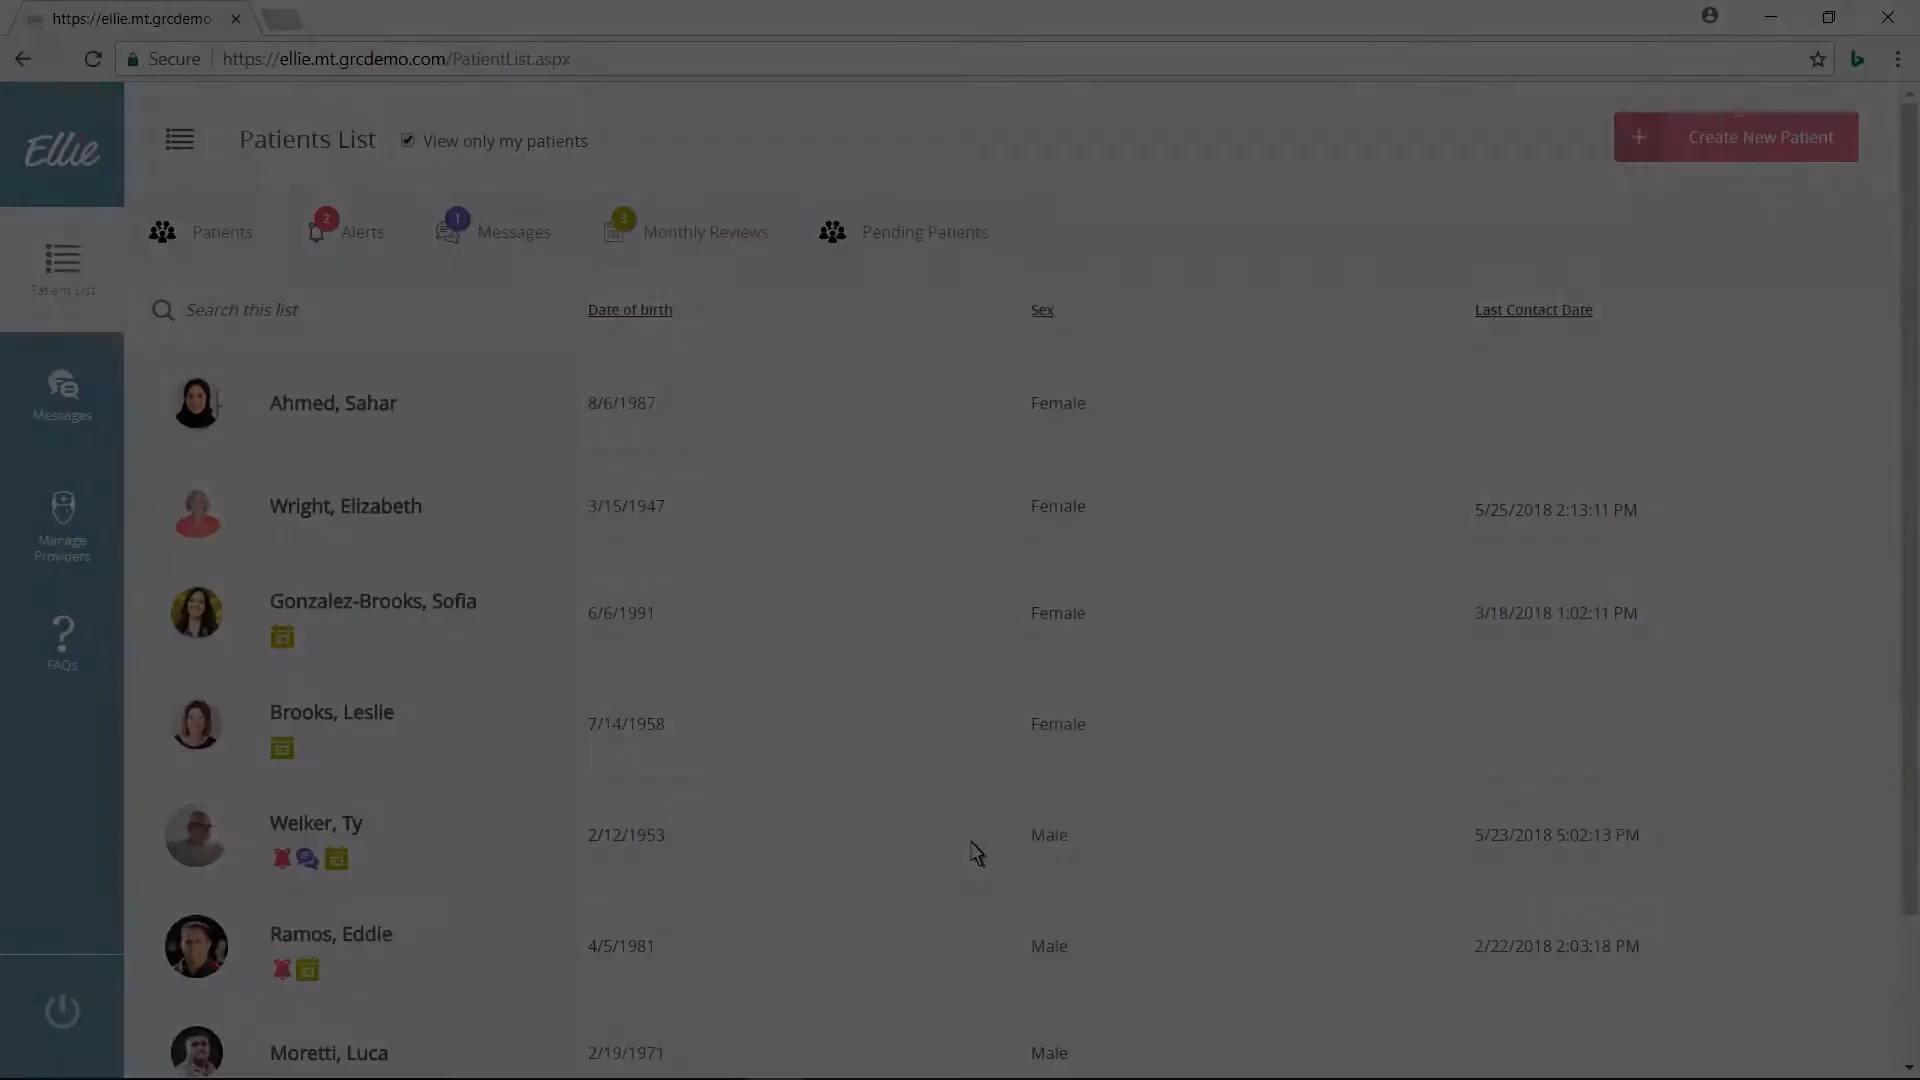 https://ellie.mt.grcdemo
Secure https://ellie.mt.grcdemo.com/PatientList.aspx
Ellie
Patients List View only my patients
+ Create New Patient
Patients 2 Alerts 1 Messages 3 Monthly Reviews Pending Patients
Patient List
Search this list Date of birth Sex Last Contact Date
Messages
Manage
Providers
FAQs
Ahmed, Sahar 8/6/1987 Female
Wright, Elizabeth 3/15/1947 Female 5/25/2018 2:13:11 PM
Gonzalez-Brooks, Sofia 6/6/1991 Female 3/18/2018 1:02:11 PM
Brooks, Leslie 7/14/1958 Female
Welker, Ty 2/12/1953 Male 5/23/2018 5:02:13 PM
Ramos, Eddie 4/5/1981 Male 2/22/2018 2:03:18 PM
Moretti, Luca 2/19/1971 Male